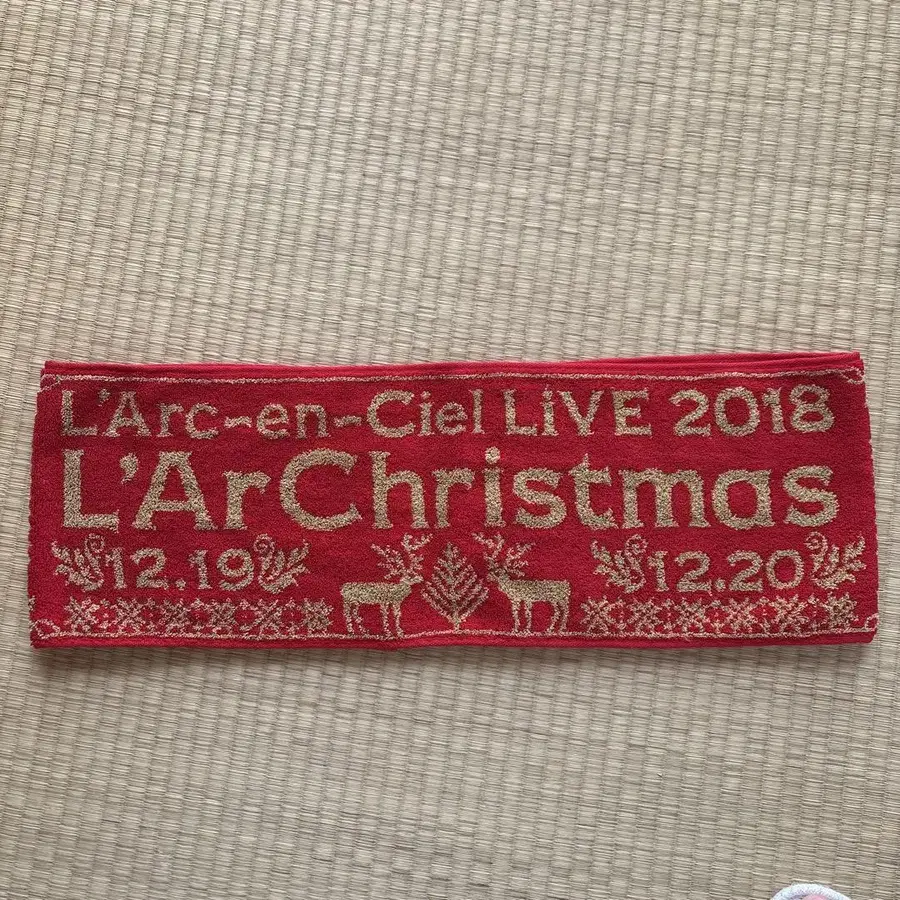 L'Arc~en~Ciel LiVE 2018
L'ArChristmas
12.19 12.20